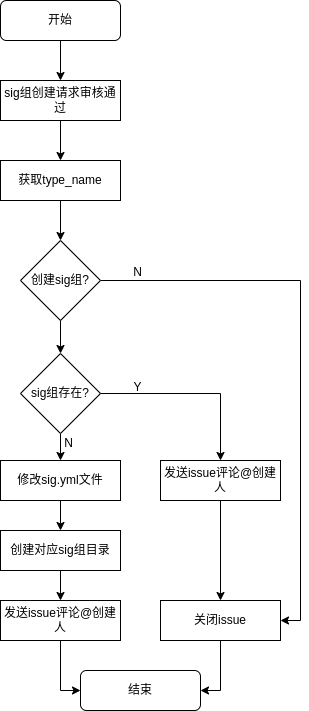 开始
sig组创建请求审核通
过
获取type_name
创建sig组?
N
sig组存在?
Y
N
修改sig.yml文件
发送issue评论@创建
人
创建对应sig组目录
发送issue评论@创建
人
关闭issue
结束